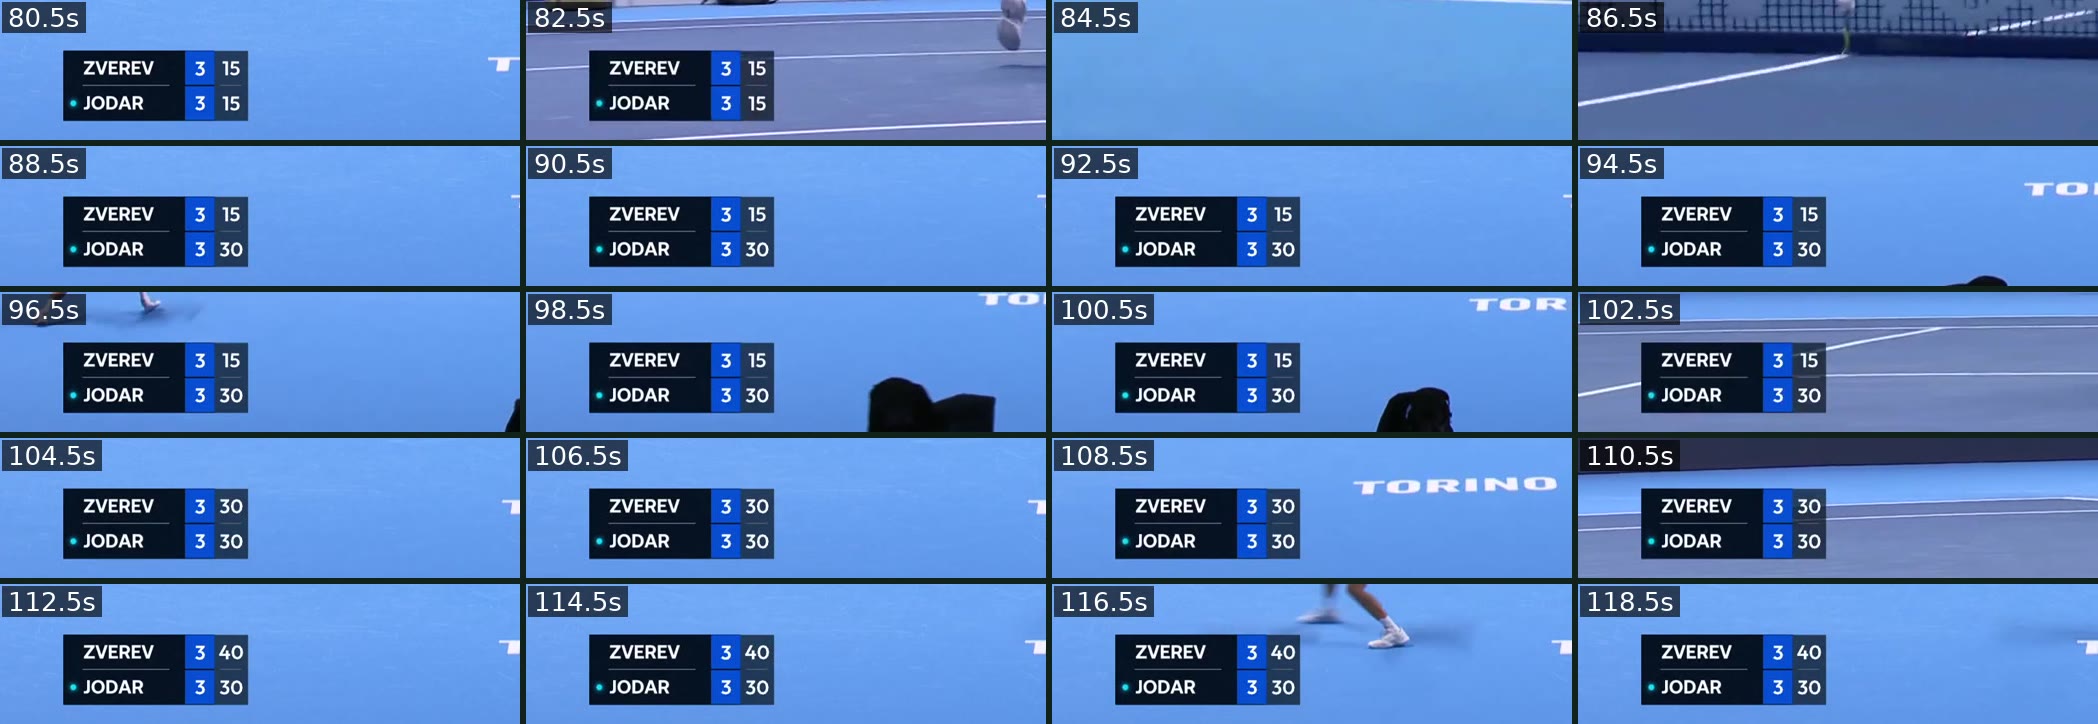 80.5s
ZVEREV 3 15
JODAR 3 15
T
82.5s
ZVEREV 3 15
JODAR 3 15
84.5s
86.5s
88.5s
ZVEREV 3 15
JODAR 3 30
90.5s
ZVEREV 3 15
JODAR 3 30
92.5s
ZVEREV 3 15
JODAR 3 30
94.5s
TO
ZVEREV 3 15
JODAR 3 30
96.5s
ZVEREV 3 15
JODAR 3 30
98.5s
TO
ZVEREV 3 15
JODAR 3 30
100.5s
TOR
ZVEREV 3 15
JODAR 3 30
102.5s
ZVEREV 3 15
JODAR 3 30
104.5s
ZVEREV 3 30
JODAR 3 30
T
106.5s
ZVEREV 3 30
JODAR 3 30
T
108.5s
TORINO
ZVEREV 3 30
JODAR 3 30
110.5s
ZVEREV 3 30
JODAR 3 30
112.5s
ZVEREV 3 40
JODAR 3 30
T
114.5s
ZVEREV 3 40
JODAR 3 30
T
116.5s
ZVEREV 3 40
JODAR 3 30
T
118.5s
ZVEREV 3 40
JODAR 3 30
T